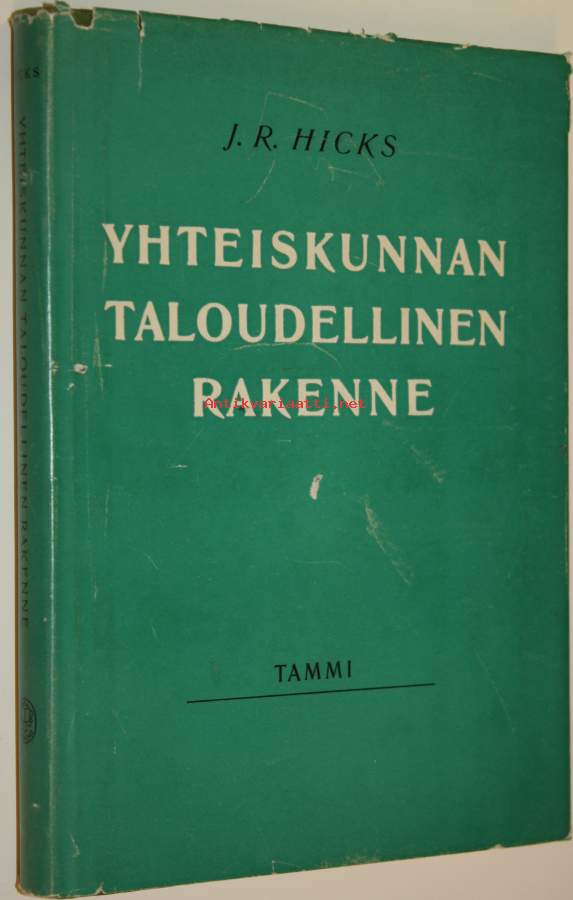 J. R. HICKS
YHTEISKUNNAN
TALOUDELLINEN
RAKENNE
Antikvariaatti.net
TAMMI
YHTEISKUNNAN TALOUDELLINEN RAKENNE